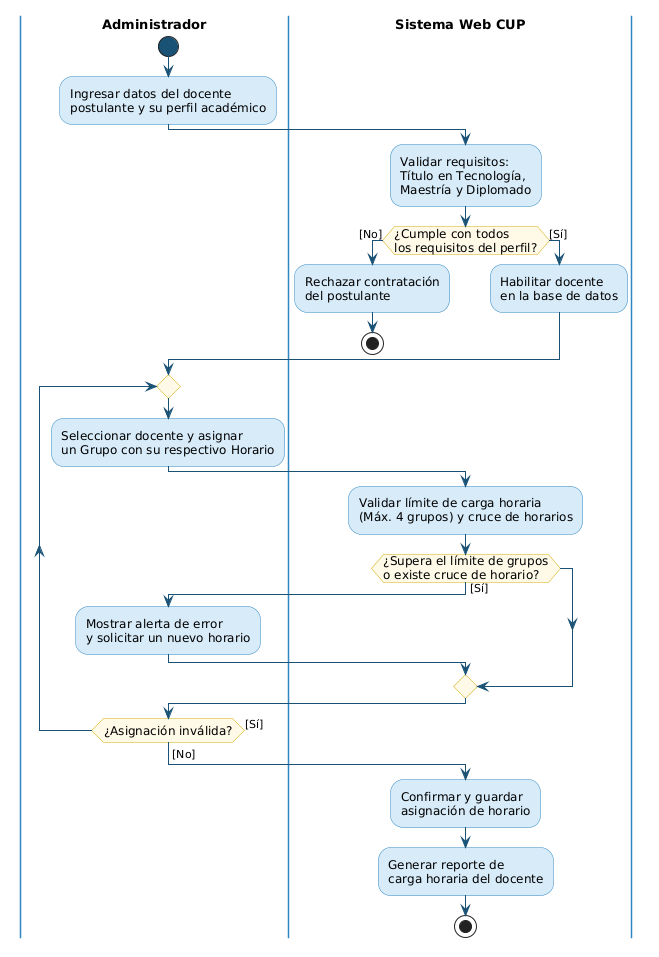 Administrador
Sistema Web CUP
Ingresar datos del docente
postulante y su perfil académico
Validar requisitos:
Título en Tecnología,
Maestría y Diplomado
[No]
¿Cumple con todos
los requisitos del perfil?
[Sí]
Rechazar contratación
del postulante
Habilitar docente
en la base de datos
Seleccionar docente y asignar
un Grupo con su respectivo Horario
Validar límite de carga horaria
(Máx. 4 grupos) y cruce de horarios
¿Supera el límite de grupos
o existe cruce de horario?
[Sí]
Mostrar alerta de error
y solicitar un nuevo horario
¿Asignación inválida?
[Sí]
[No]
Confirmar y guardar
asignación de horario
Generar reporte de
carga horaria del docente